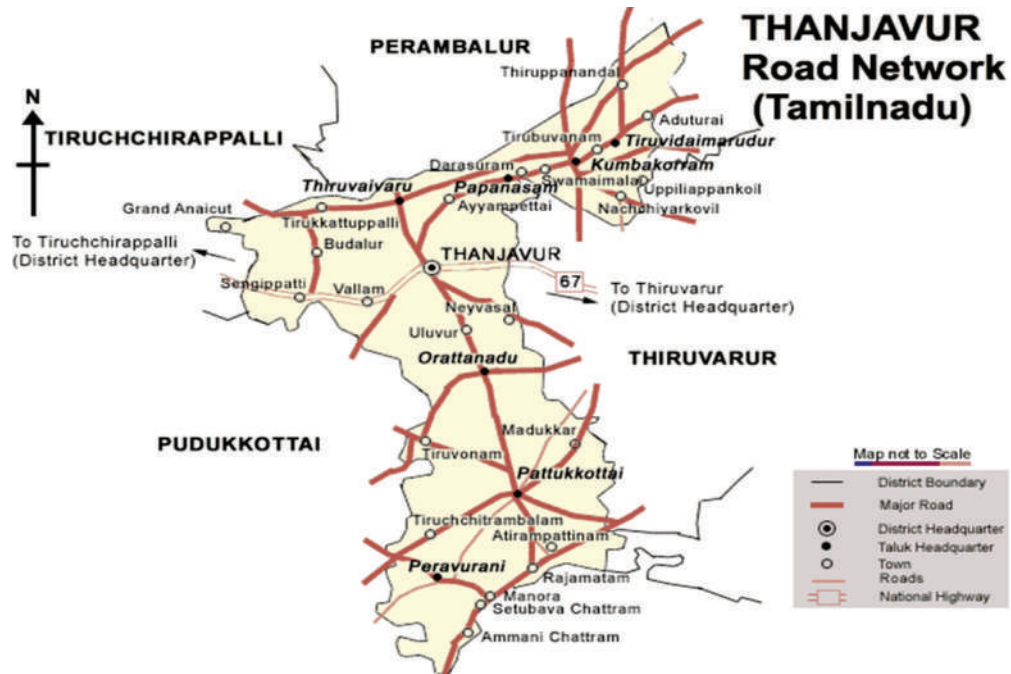 THANJAVUR
Road Network
(Tamilnadu)
PERAMBALUR
Thiruppanandal
N
TIRUCHCHIRAPPALLI
Aduturai
Tirubuvanam
Tiruvidaimarudur
Darasuram
Kumbakonam
Thiruvaivaru
Papanasam
Swamaimalai
Uppiliappankoil
Grand Anaicut
Tirukkattuppalli
Ayyampettai
Nachchiyarkovil
To Tiruchchirappalli
(District Headquarter)
Budalur
THANJAVUR
67
To Thiruvarur
(District Headquarter)
Sengippatti
Vallam
Neyvasal
Uluvur
Orattanadu
THIRUVARUR
PUDUKKOTTAI
Madukkar
Tiruvonam
Pattukkottai
Tiruchchitrambalam
Atirampattinam
Peravurani
Rajamatam
Manora
Setubava Chattram
Ammani Chattram
Map not to Scale
District Boundary
Major Road
District Headquarter
Taluk Headquarter
Town
Roads
National Highway